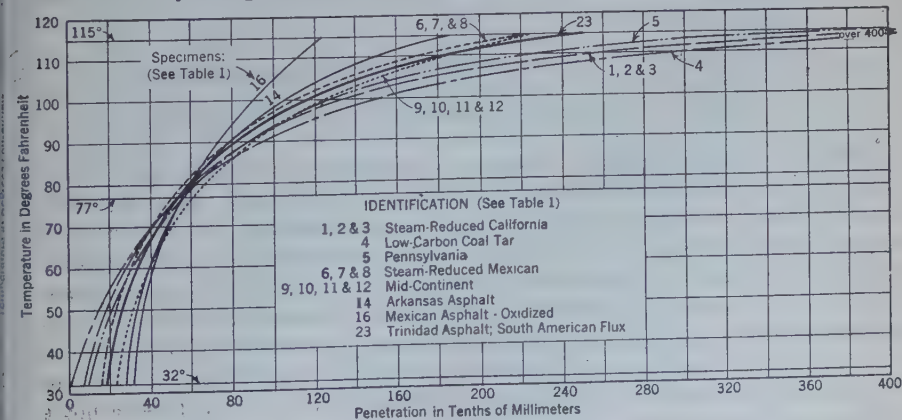 120
110
100
90
80
70
60
50
40
30
Temperature in Degrees Fahrenheit
115°
77°
32°
Specimens:
(See Table 1)
16
14
6, 7, & 8
23
5
over 400
1, 2 & 3
4
9, 10, 11 & 12
IDENTIFICATION (See Table 1)
1, 2 & 3 Steam-Reduced California
4 Low-Carbon Coal Tar
5 Pennsylvania
6, 7 & 8 Steam-Reduced Mexican
9, 10, 11 & 12 Mid-Continent
14 Arkansas Asphalt
16 Mexican Asphalt - Oxidized
23 Trinidad Asphalt; South American Flux
0 40 80 120 160 200 240 280 320 360 400
Penetration in Tenths of Millimeters